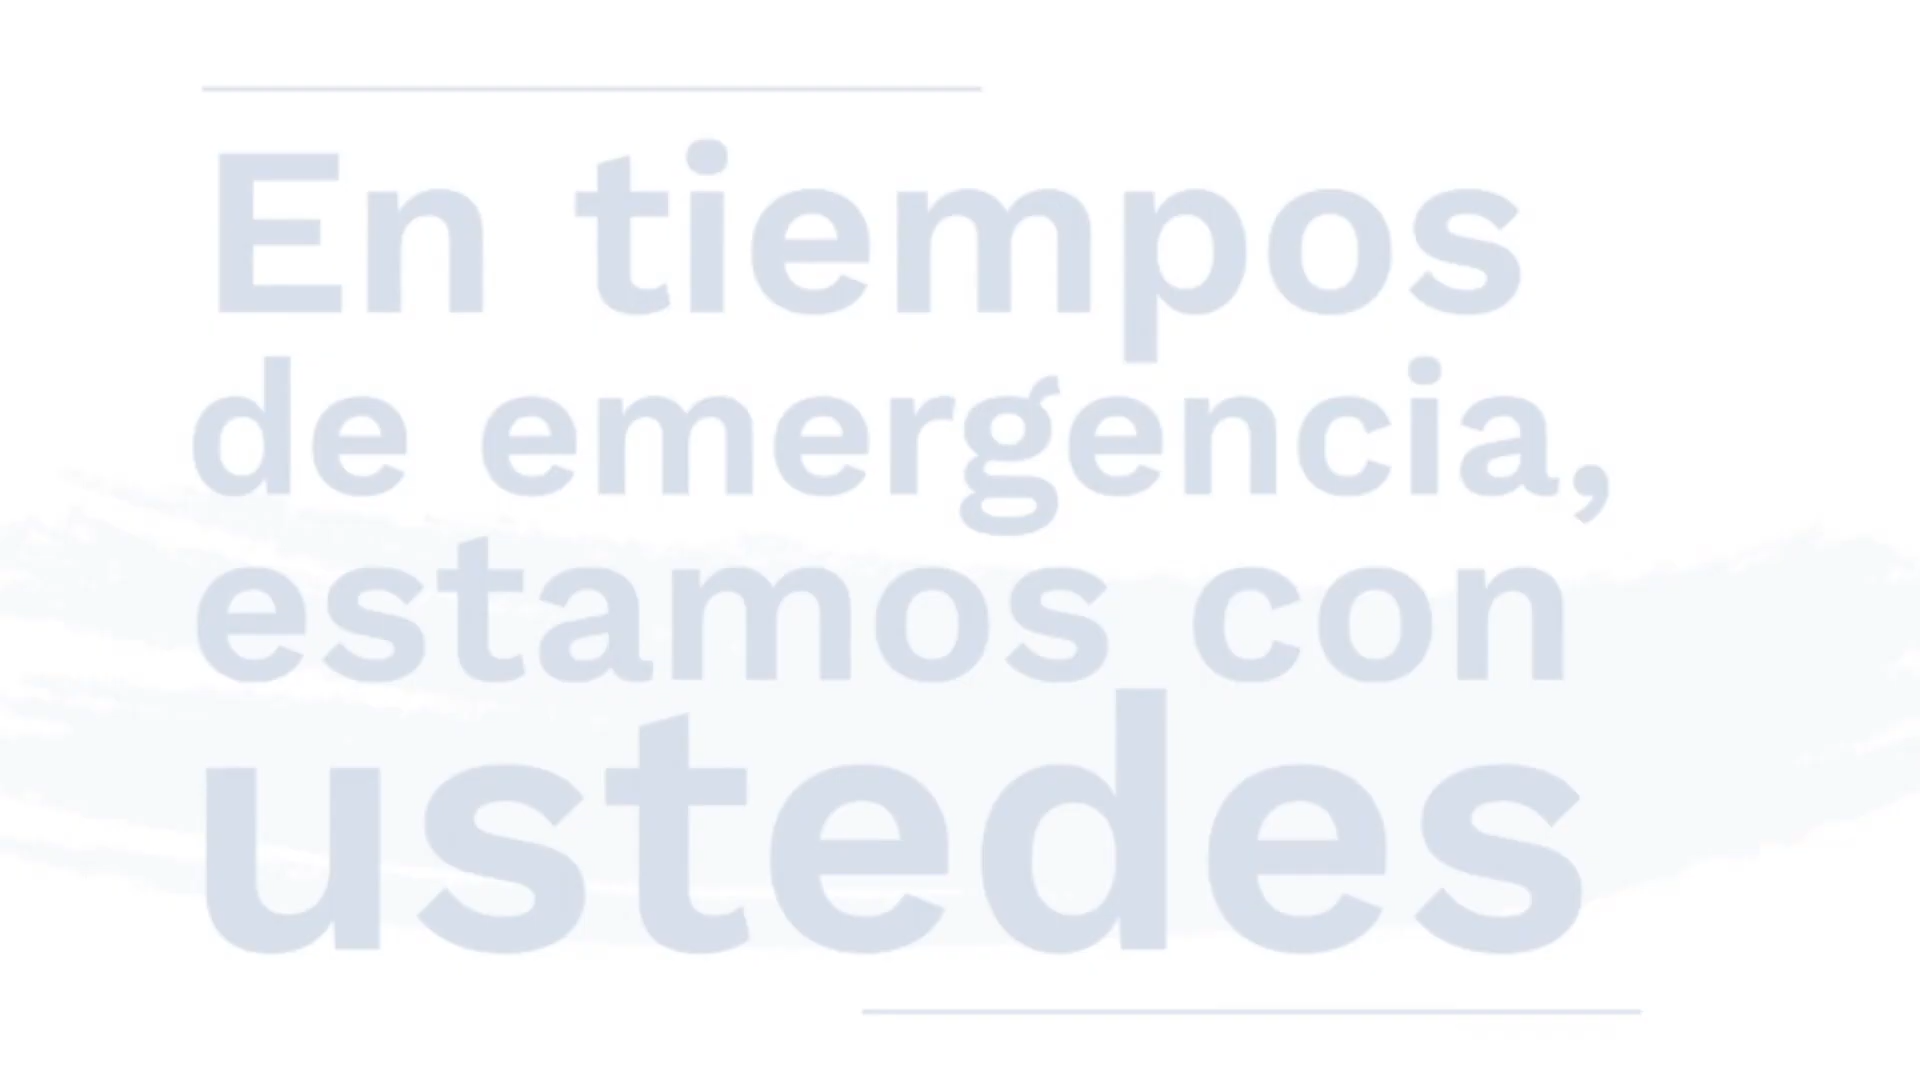 En tiempos
de emergencia,
estamos con
ustedes